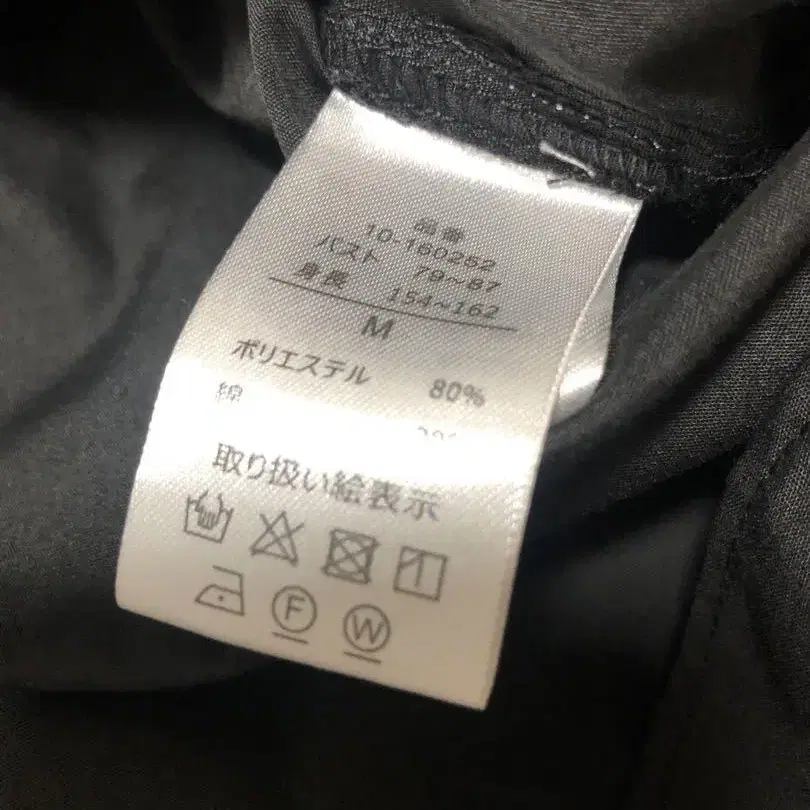 品番
10-160252
バスト 79~87
身長 154~162
M
ポリエステル 80%
綿
取り扱い絵表示
F
W